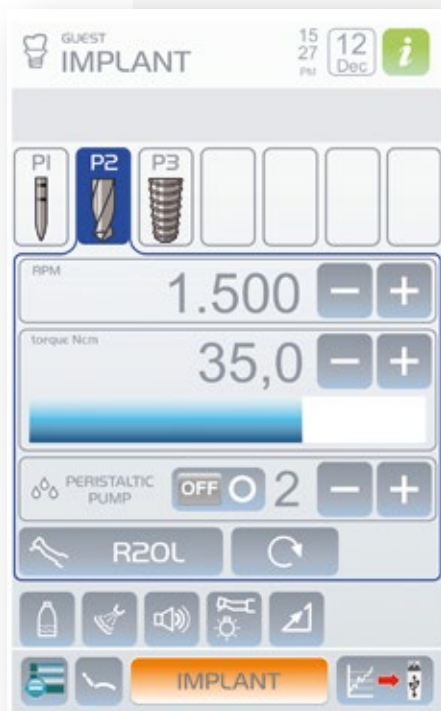 GUEST
IMPLANT
15
27
PM
12
Dec
i
P1 P2 P3
RPM
1.500 − +
torque Ncm
35,0 − +
PERISTALTIC
PUMP
OFF 2 − +
R20L
IMPLANT